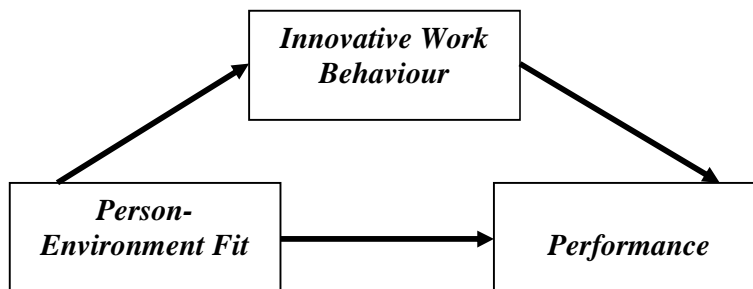 Innovative Work
Behaviour
Person-
Environment Fit
Performance